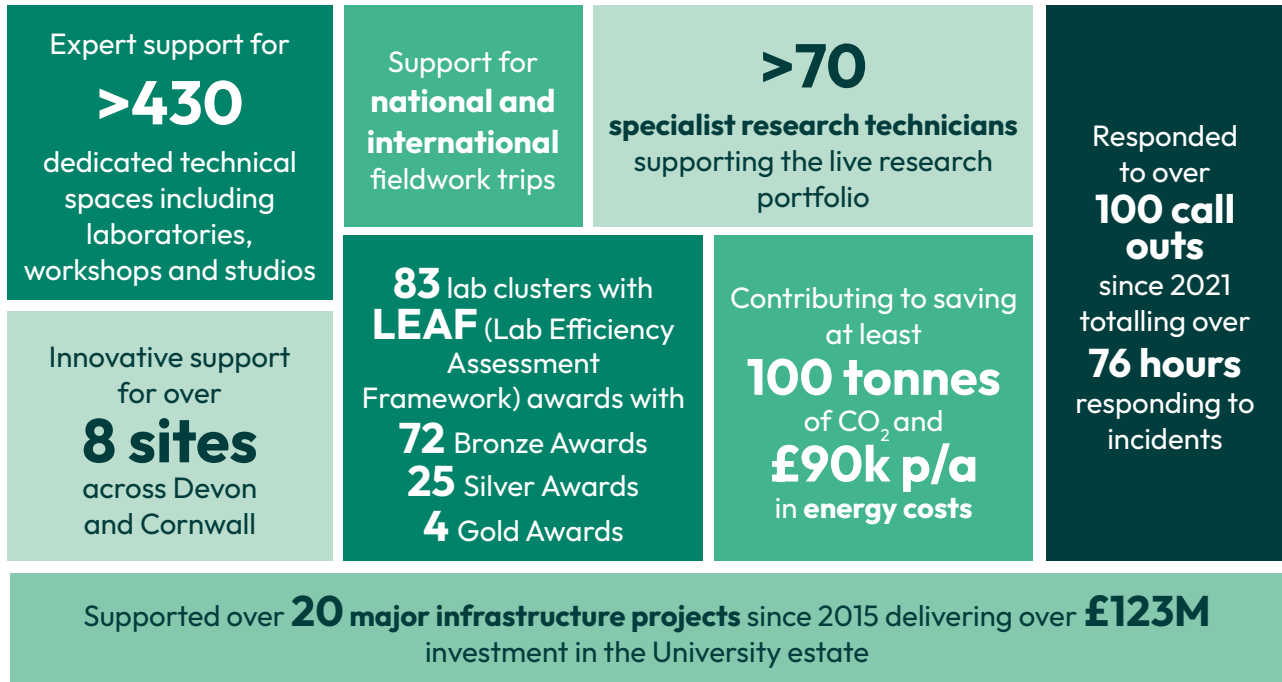 Expert support for
>430
dedicated technical
spaces including
laboratories,
workshops and studios
Support for
national and
international
fieldwork trips
>70
specialist research technicians
supporting the live research
portfolio
Responded
to over
100 call
outs
since 2021
totalling over
76 hours
responding to
incidents
Innovative support
for over
8 sites
across Devon
and Cornwall
83 lab clusters with
LEAF (Lab Efficiency
Assessment
Framework) awards with
72 Bronze Awards
25 Silver Awards
4 Gold Awards
Contributing to saving
at least
100 tonnes
of CO2 and
£90k p/a
in energy costs
Supported over 20 major infrastructure projects since 2015 delivering over £123M
investment in the University estate